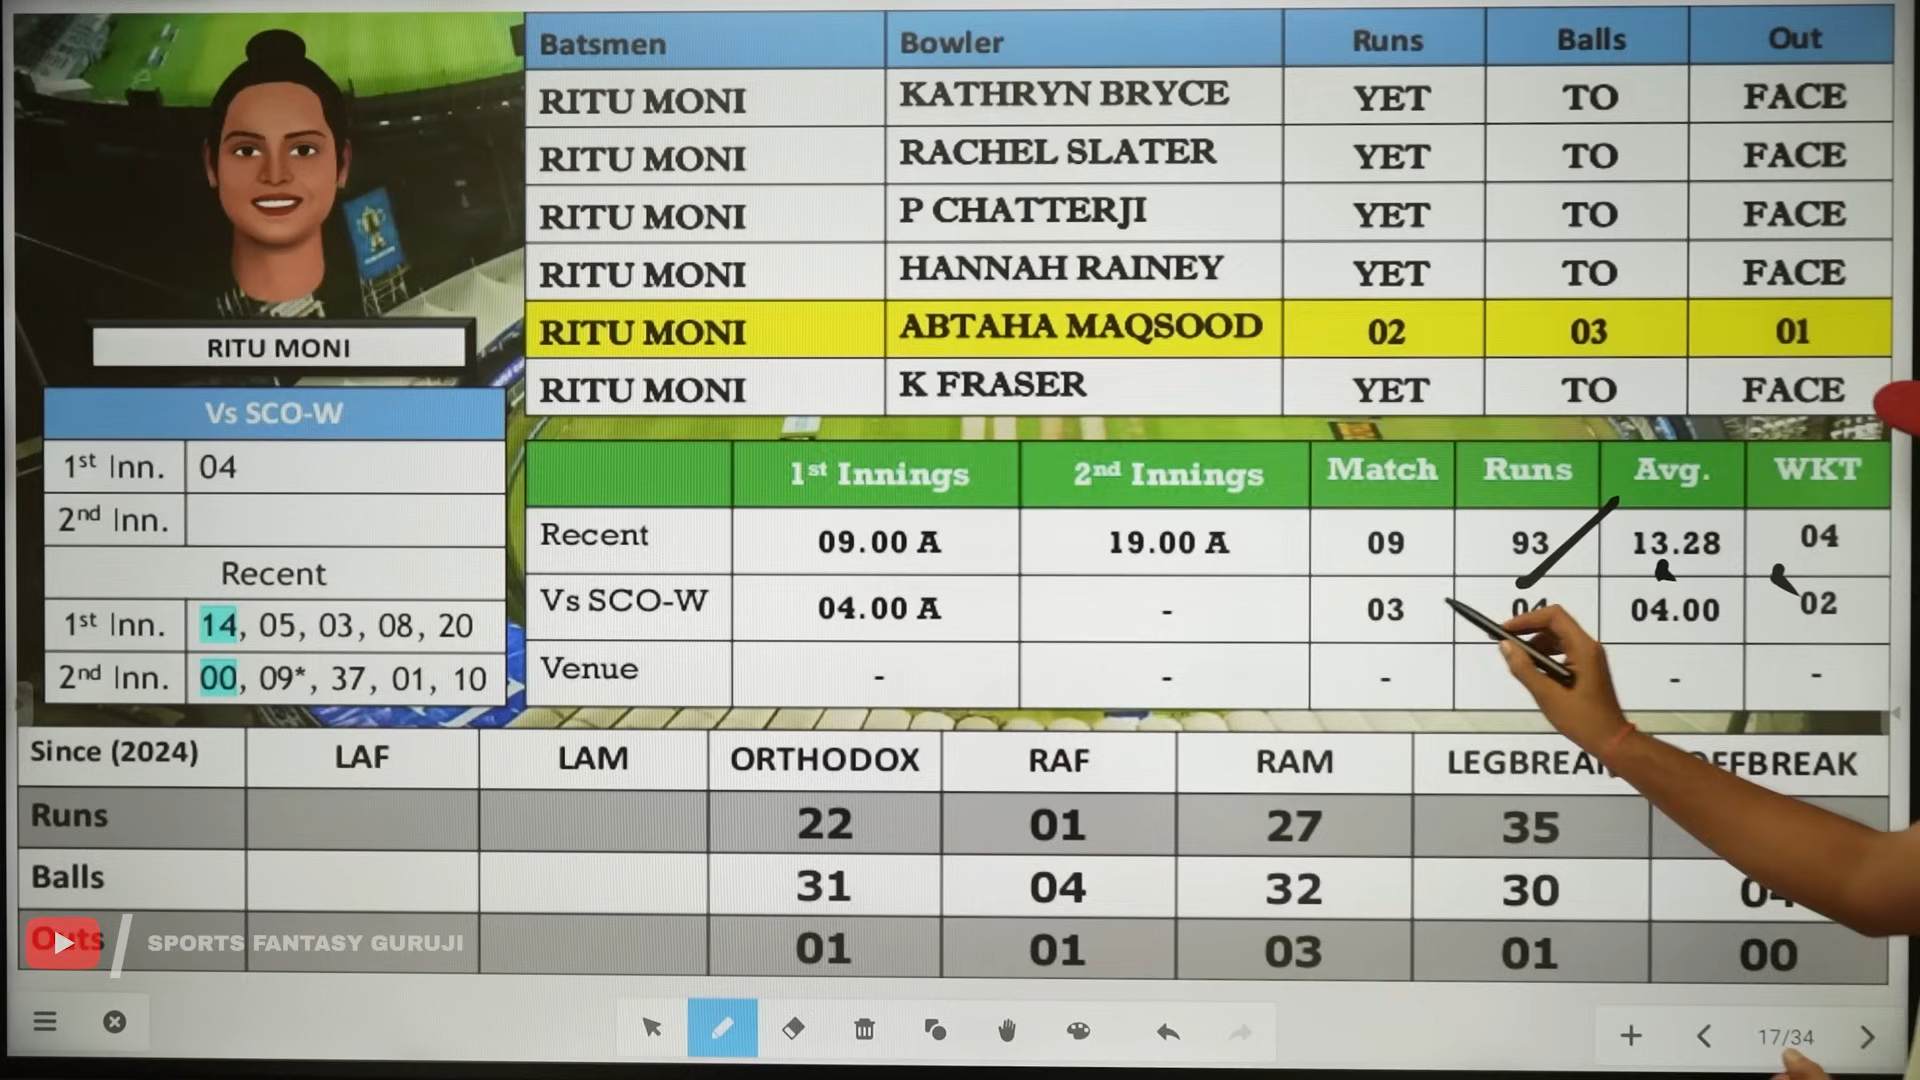 Batsmen Bowler Runs Balls Out
RITU MONI KATHRYN BRYCE YET TO FACE
RITU MONI RACHEL SLATER YET TO FACE
RITU MONI P CHATTERJI YET TO FACE
RITU MONI HANNAH RAINEY YET TO FACE
RITU MONI ABTAHA MAQSOOD 02 03 01
RITU MONI K FRASER YET TO FACE
RITU MONI
Vs SCO-W
1st Inn. 04
2nd Inn.
Recent
1st Inn. 14, 05, 03, 08, 20
2nd Inn. 00, 09*, 37, 01, 10
1st Innings 2nd Innings Match Runs Avg. WKT
Recent 09.00 A 19.00 A 09 93 13.28 04
Vs SCO-W 04.00 A - 03 04 04.00 02
Venue - - - - -
Since (2024) LAF LAM ORTHODOX RAF RAM LEGBREAK OFFBREAK
Runs 22 01 27 35
Balls 31 04 32 30 04
Outs 01 01 03 01 00
SPORTS FANTASY GURUJI
17/34